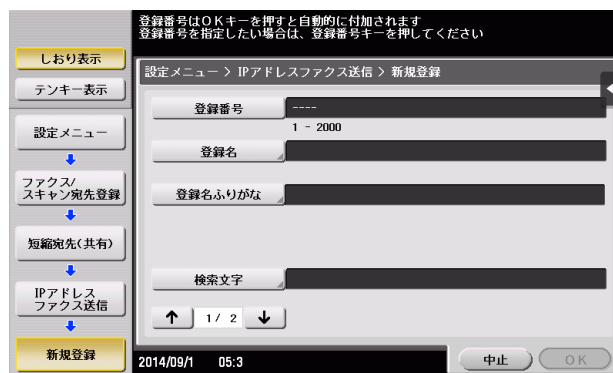 登録番号はOKキーを押すと自動的に付加されます
登録番号を指定したい場合は、登録番号キーを押してください
しおり表示
テンキー表示
設定メニュー
ファクス/
スキャン宛先登録
短縮宛先(共有)
IPアドレス
ファクス送信
新規登録
設定メニュー > IPアドレスファクス送信 > 新規登録
登録番号
----
1 - 2000
登録名
登録名ふりがな
検索文字
↑ 1/ 2 ↓
2014/09/1 05:3
中止
OK